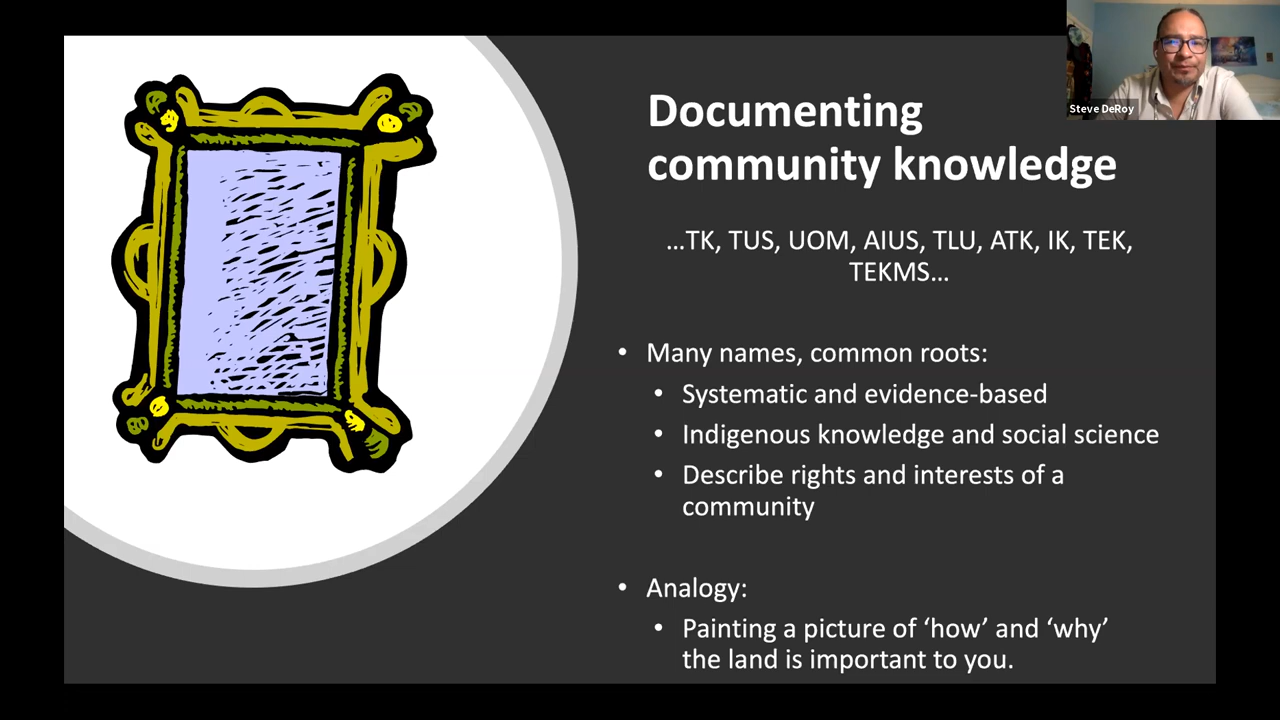 Steve DeRoy
Documenting
community knowledge
…TK, TUS, UOM, AIUS, TLU, ATK, IK, TEK,
TEKMS…
• Many names, common roots:
• Systematic and evidence-based
• Indigenous knowledge and social science
• Describe rights and interests of a
community
• Analogy:
• Painting a picture of ‘how’ and ‘why’
the land is important to you.